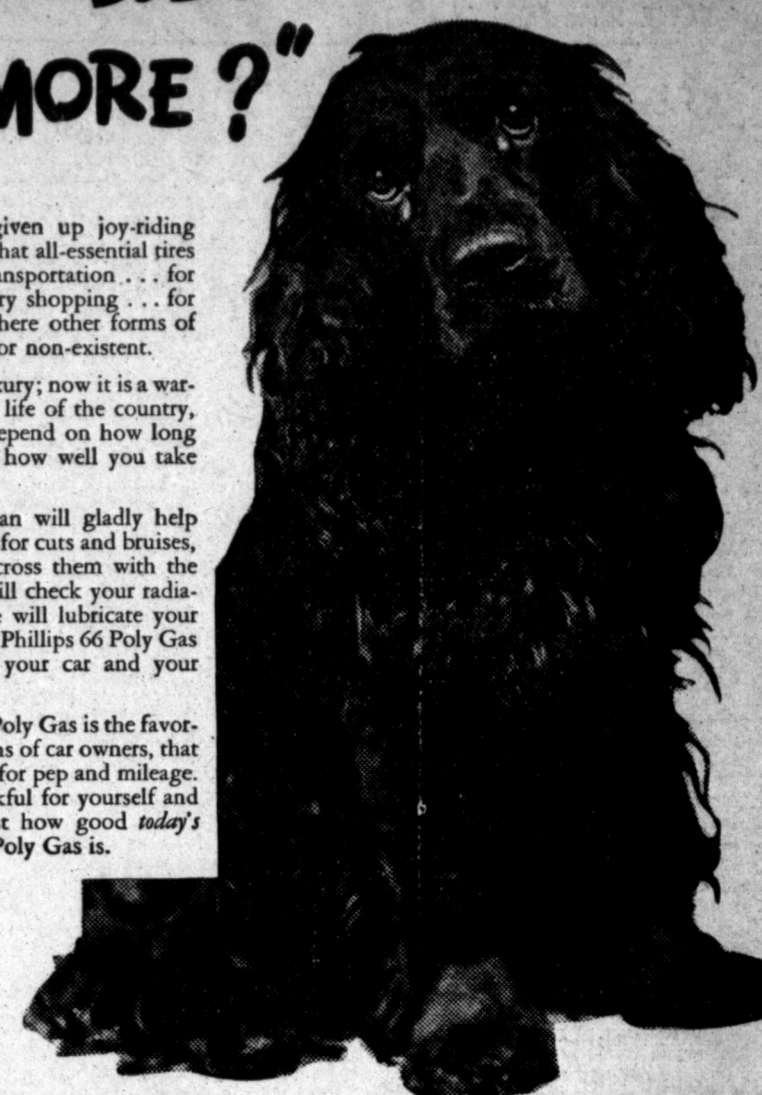 MORE ?"
given up joy-riding
hat all-essential tires
ansportation . . . for
ry shopping . . . for
here other forms of
or non-existent.
xury; now it is a war-
life of the country,
epend on how long
how well you take
an will gladly help
for cuts and bruises,
cross them with the
ill check your radia-
e will lubricate your
Phillips 66 Poly Gas
your car and your
Poly Gas is the favor-
ns of car owners, that
for pep and mileage.
kful for yourself and
t how good today's
Poly Gas is.